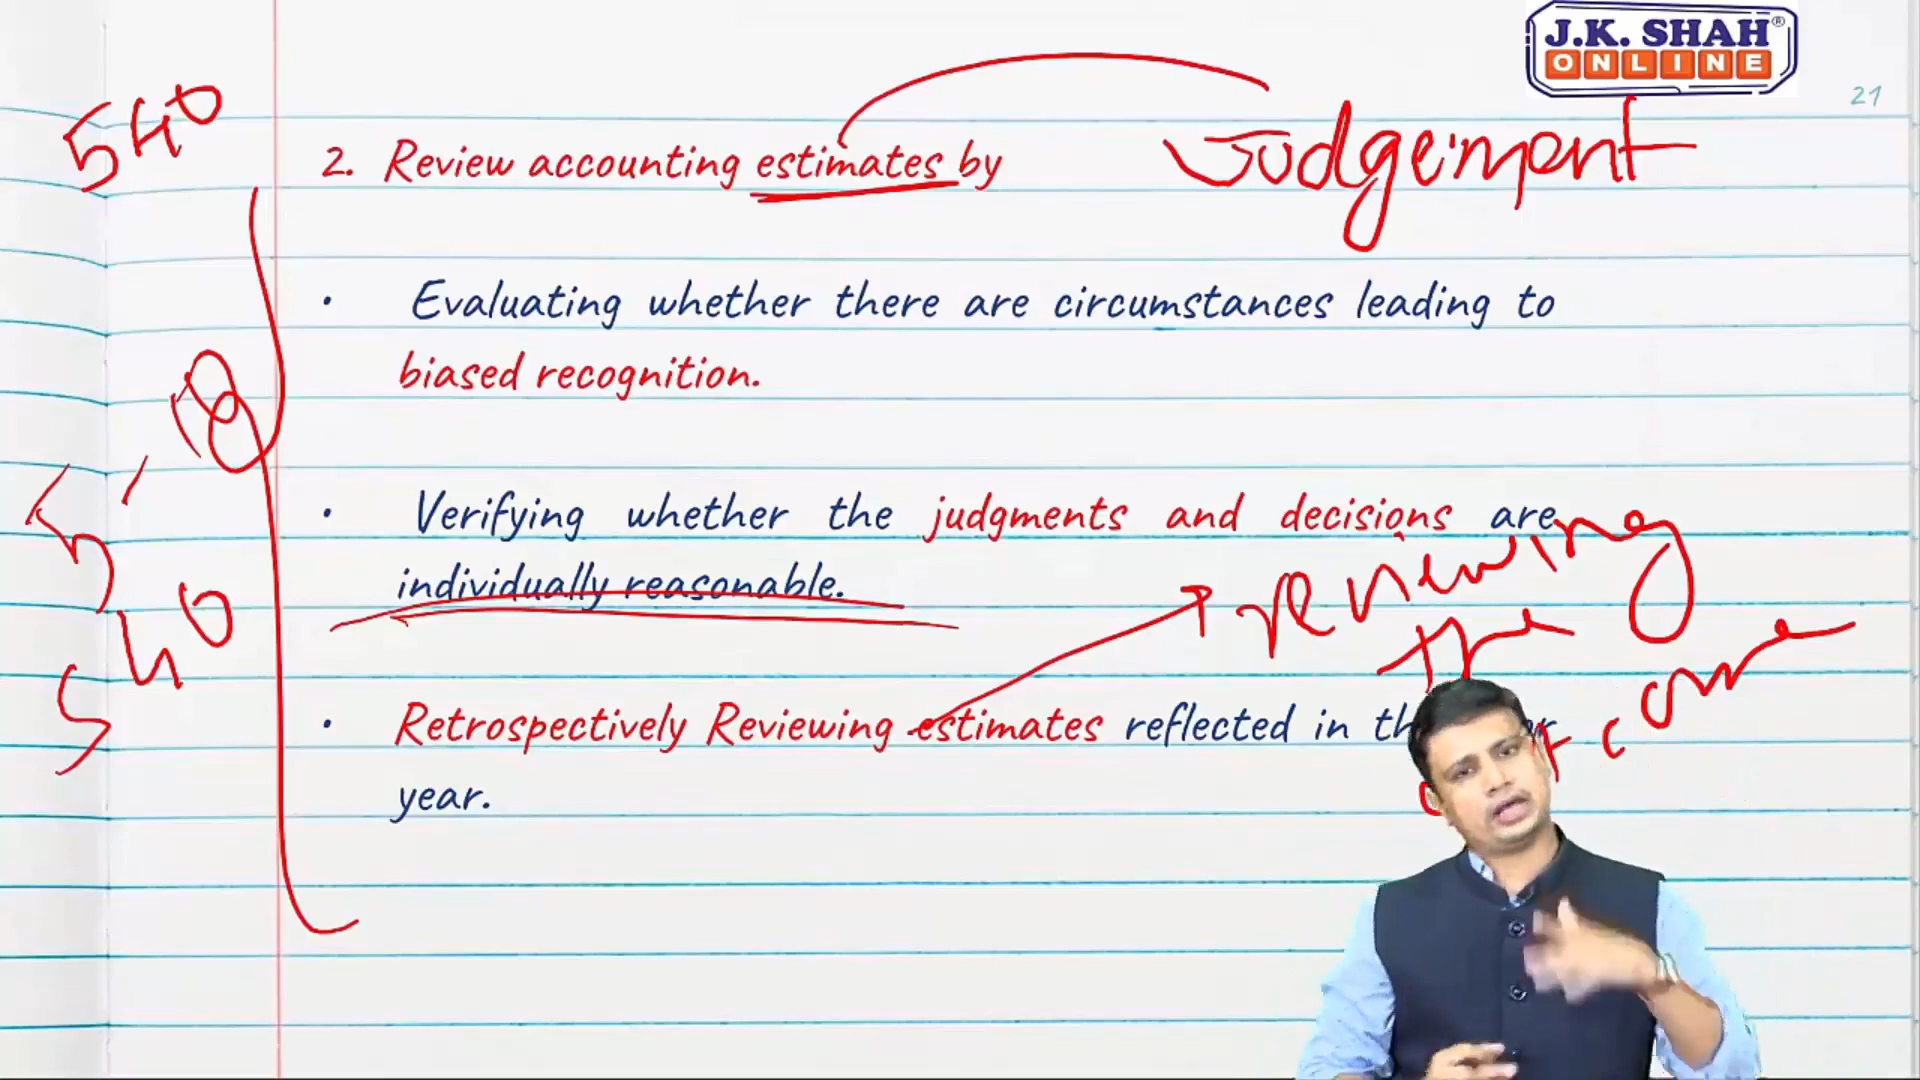 J.K. SHAH®
ONLINE
21
540
2. Review accounting estimates by
Judgement
• Evaluating whether there are circumstances leading to
biased recognition.
• Verifying whether the judgments and decisions are
individually reasonable.
reviewing
the
540
• Retrospectively Reviewing estimates reflected in
year.